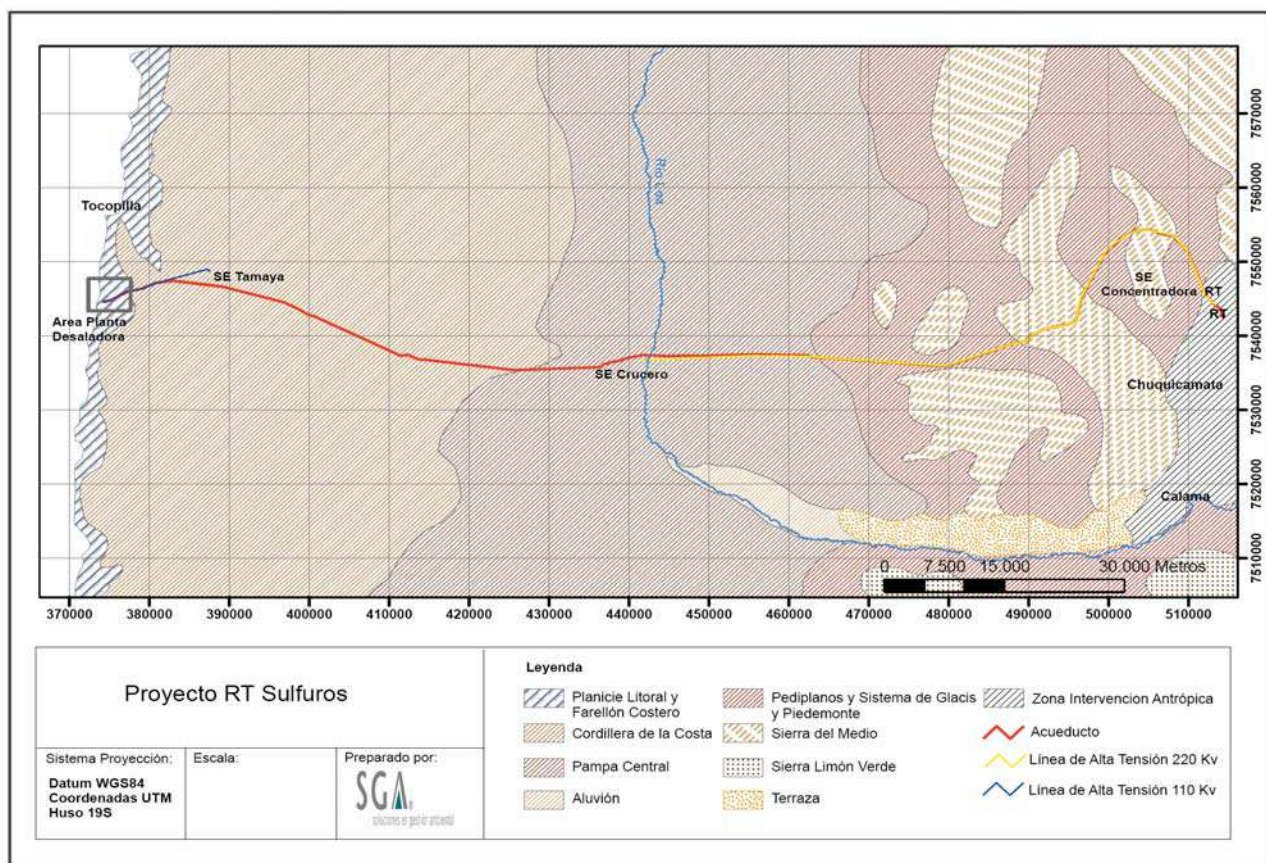 Tocopilla
SE Tamaya
Area Planta
Desaladora
Rio Loa
SE Crucero
SE
Concentradora RT
RT
Chuquicamata
Calama
7570000
7560000
7550000
7540000
7530000
7520000
7510000
0 7.500 15.000 30.000 Metros
370000 380000 390000 400000 410000 420000 430000 440000 450000 460000 470000 480000 490000 500000 510000
Proyecto RT Sulfuros
Sistema Proyección:
Datum WGS84
Coordenadas UTM
Huso 19S
Escala:
Preparado por:
SGA
soluciones en gestión ambiental
Leyenda
Planicie Litoral y
Farellón Costero
Cordillera de la Costa
Pampa Central
Aluvión
Pediplanos y Sistema de Glacis
y Piedemonte
Sierra del Medio
Sierra Limón Verde
Terraza
Zona Intervencion Antrópica
Acueducto
Línea de Alta Tensión 220 Kv
Línea de Alta Tensión 110 Kv